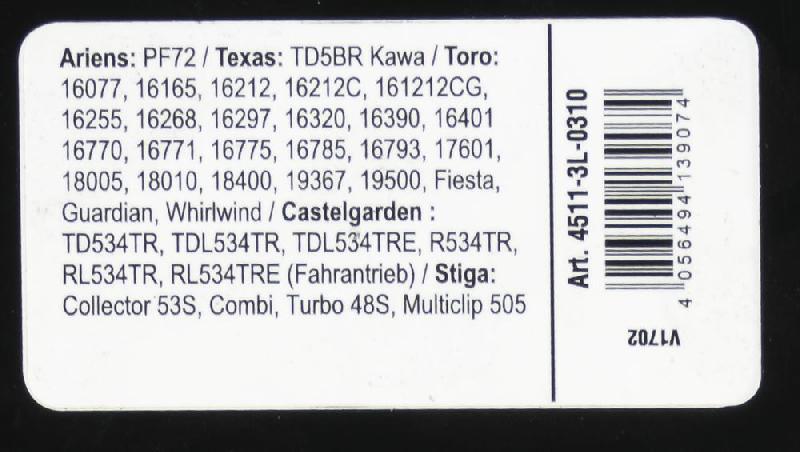 Ariens: PF72 / Texas: TD5BR Kawa / Toro:
16077, 16165, 16212, 16212C, 161212CG,
16255, 16268, 16297, 16320, 16390, 16401
16770, 16771, 16775, 16785, 16793, 17601,
18005, 18010, 18400, 19367, 19500, Fiesta,
Guardian, Whirlwind / Castelgarden :
TD534TR, TDL534TR, TDL534TRE, R534TR,
RL534TR, RL534TRE (Fahrantrieb) / Stiga:
Collector 53S, Combi, Turbo 48S, Multiclip 505
Art. 4511-3L-0310
4 056494 139074
V1702